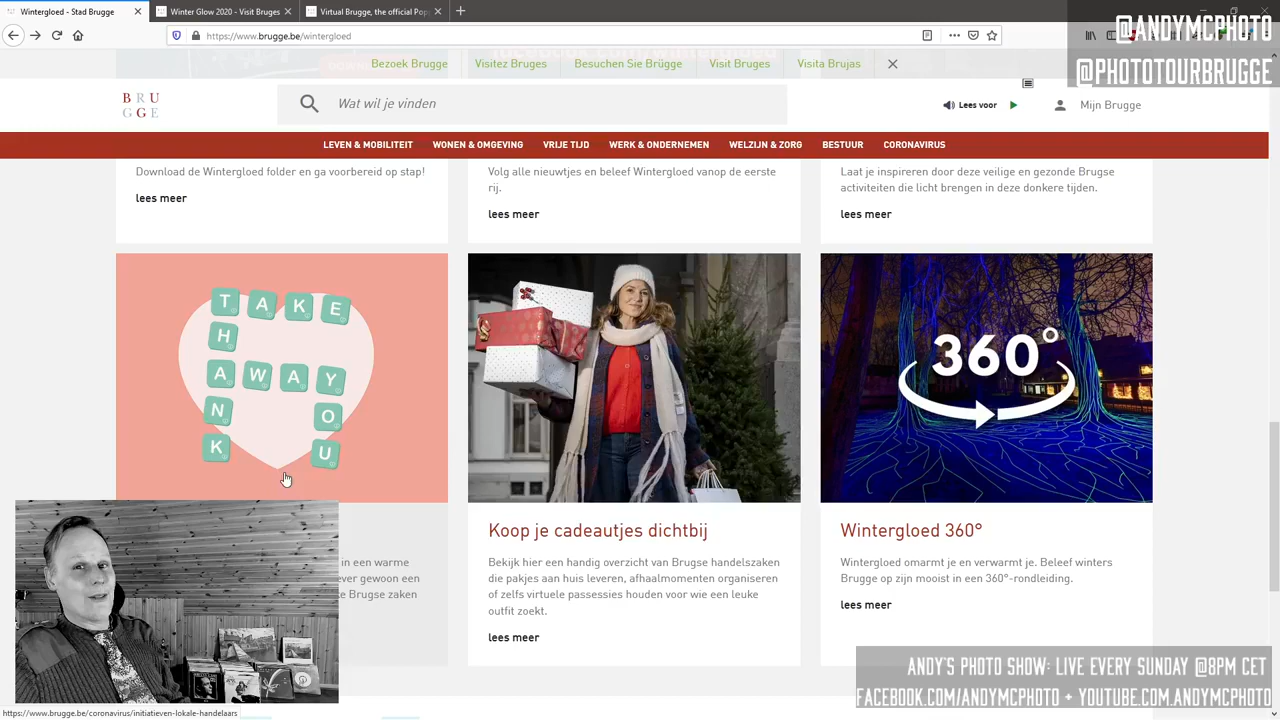 Wintergloed - Stad Brugge
Winter Glow 2020 - Visit Bruges
Virtual Brugge, the official Pop
@ANDYMCPHOTO
https://www.brugge.be/wintergloed
@PHOTOTOURBRUGGE
Bezoek Brugge
Visitez Bruges
Besuchen Sie Brügge
Visit Bruges
Visita Brujas
BRU
GGE
Wat wil je vinden
Lees voor
Mijn Brugge
LEVEN & MOBILITEIT
WONEN & OMGEVING
VRIJE TIJD
WERK & ONDERNEMEN
WELZIJN & ZORG
BESTUUR
CORONAVIRUS
Download de Wintergloed folder en ga voorbereid op stap!
lees meer
Volg alle nieuwtjes en beleef Wintergloed vanop de eerste
rij.
lees meer
Laat je inspireren door deze veilige en gezonde Brugse
activiteiten die licht brengen in deze donkere tijden.
lees meer
TAKE
H
AWAY
N O
K U
360°
Koop je cadeautjes dichtbij
Bekijk hier een handig overzicht van Brugse handelszaken
die pakjes aan huis leveren, afhaalmomenten organiseren
of zelfs virtuele passessies houden voor wie een leuke
outfit zoekt.
lees meer
Wintergloed 360°
Wintergloed omarmt je en verwarmt je. Beleef winters
Brugge op zijn mooist in een 360°-rondleiding.
lees meer
in een warme
ever gewoon een
ke Brugse zaken
ANDY'S PHOTO SHOW: LIVE EVERY SUNDAY @8PM CET
FACEBOOK.COM/ANDYMCPHOTO + YOUTUBE.COM.ANDYMCPHOTO
https://www.brugge.be/coronavirus/initiatieven-lokale-handelaars